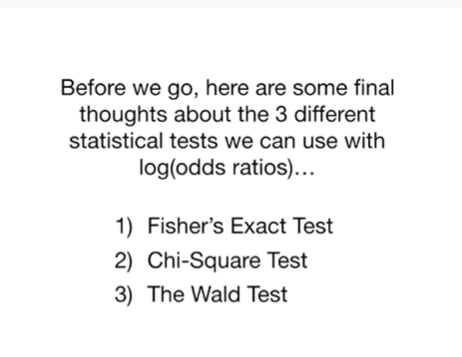 Before we go, here are some final
thoughts about the 3 different
statistical tests we can use with
log(odds ratios)…
1) Fisher's Exact Test
2) Chi-Square Test
3) The Wald Test